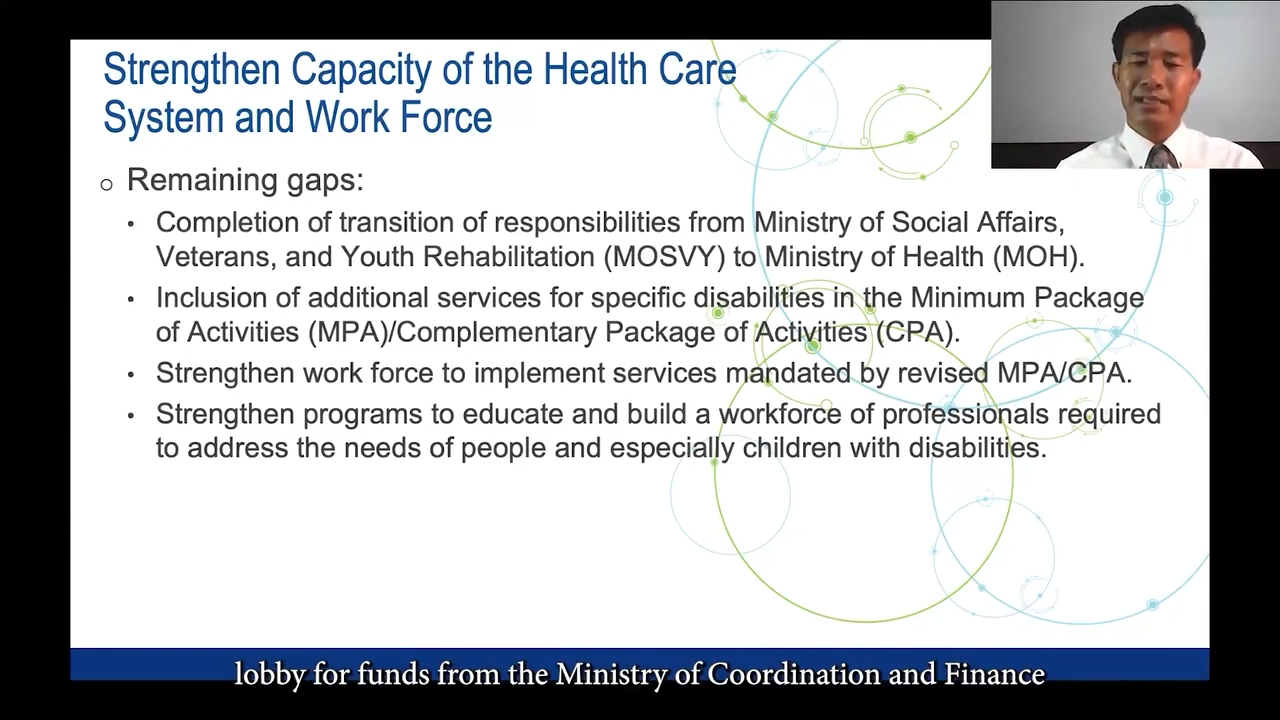 Strengthen Capacity of the Health Care
System and Work Force
Remaining gaps:
Completion of transition of responsibilities from Ministry of Social Affairs,
Veterans, and Youth Rehabilitation (MOSVY) to Ministry of Health (MOH).
Inclusion of additional services for specific disabilities in the Minimum Package
of Activities (MPA)/Complementary Package of Activities (CPA).
Strengthen work force to implement services mandated by revised MPA/CPA.
Strengthen programs to educate and build a workforce of professionals required
to address the needs of people and especially children with disabilities.
lobby for funds from the Ministry of Coordination and Finance